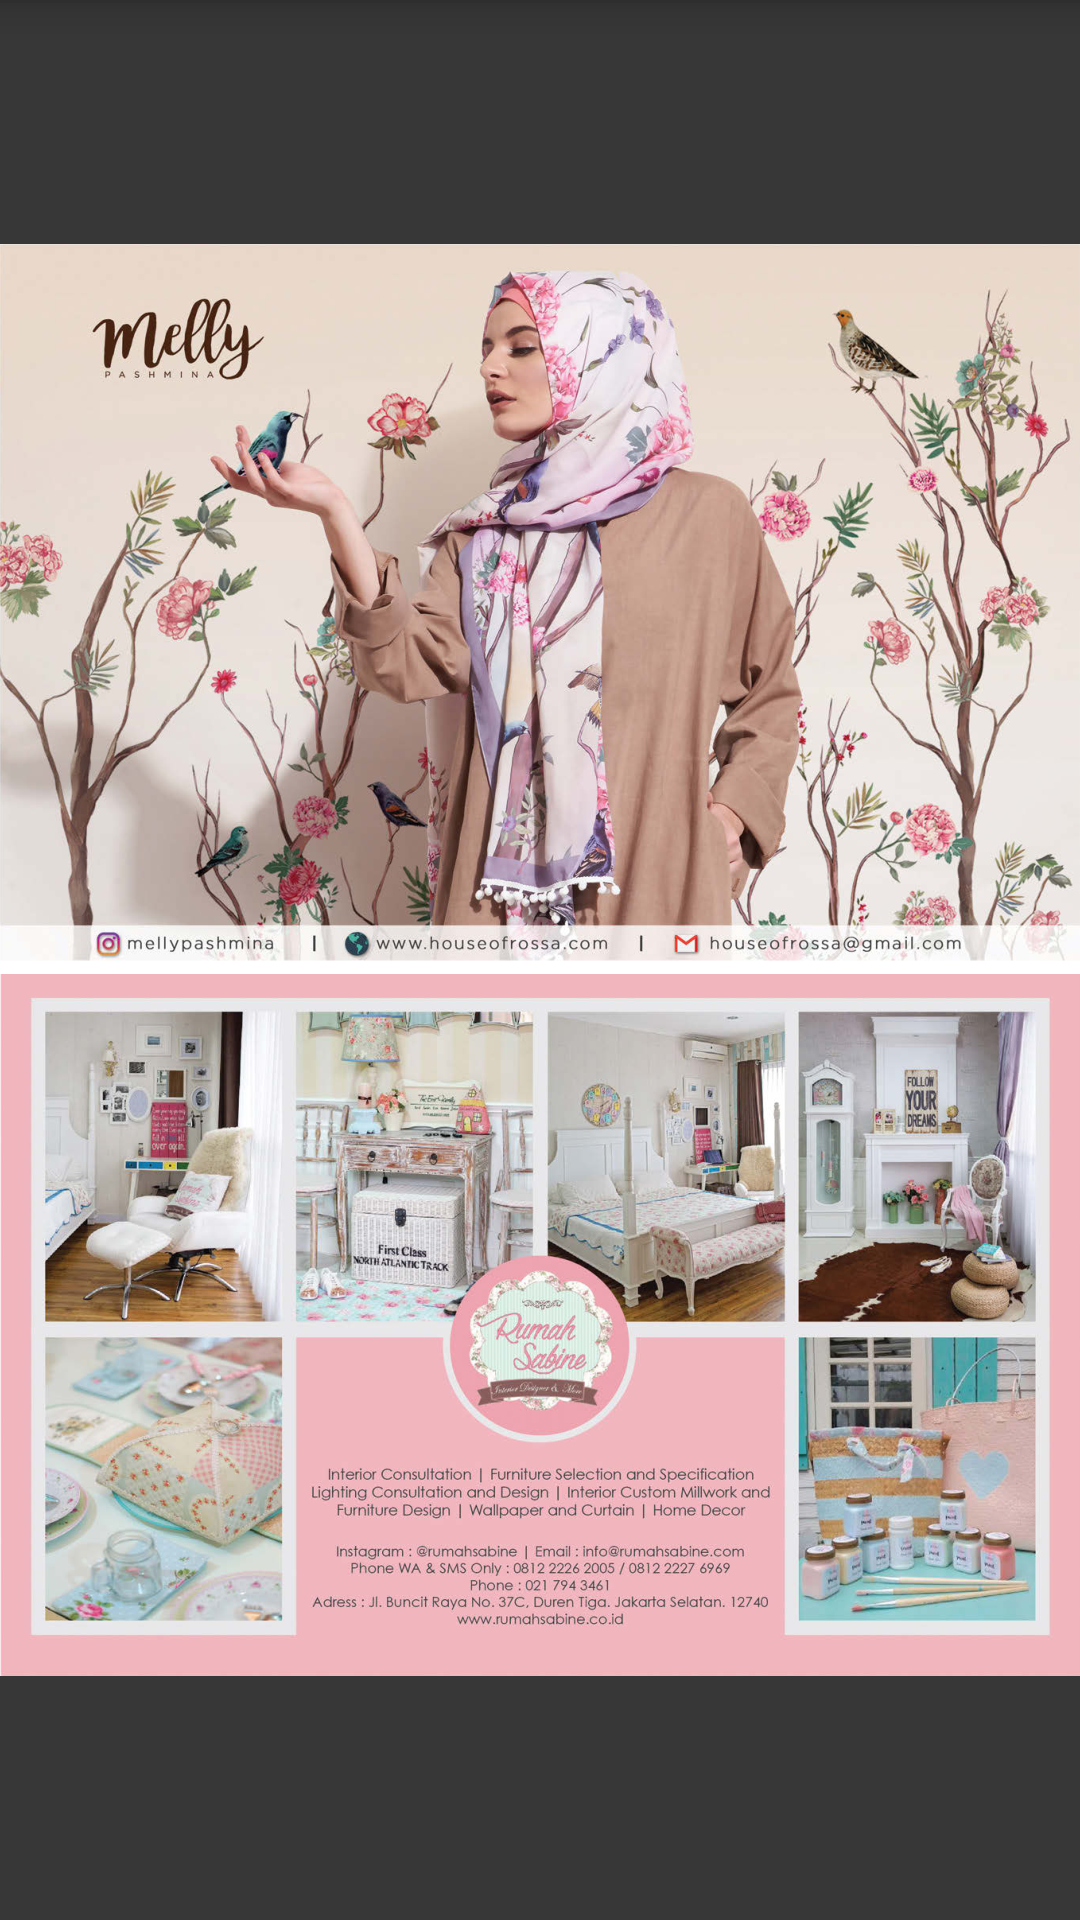 Melly
PASHMINA
mellypashmina | www.houseofrossa.com | houseofrossa@gmail.com
First Class
NORTH ATLANTIC TRACK
FOLLOW
YOUR
DREAMS
Rumah
Sabine
Interior Designer & More
Interior Consultation | Furniture Selection and Specification
Lighting Consultation and Design | Interior Custom Millwork and
Furniture Design | Wallpaper and Curtain | Home Decor
Instagram : @rumahsabine | Email : info@rumahsabine.com
Phone WA & SMS Only : 0812 2226 2005 / 0812 2227 6969
Phone : 021 794 3461
Adress : Jl. Buncit Raya No. 37C, Duren Tiga. Jakarta Selatan. 12740
www.rumahsabine.co.id